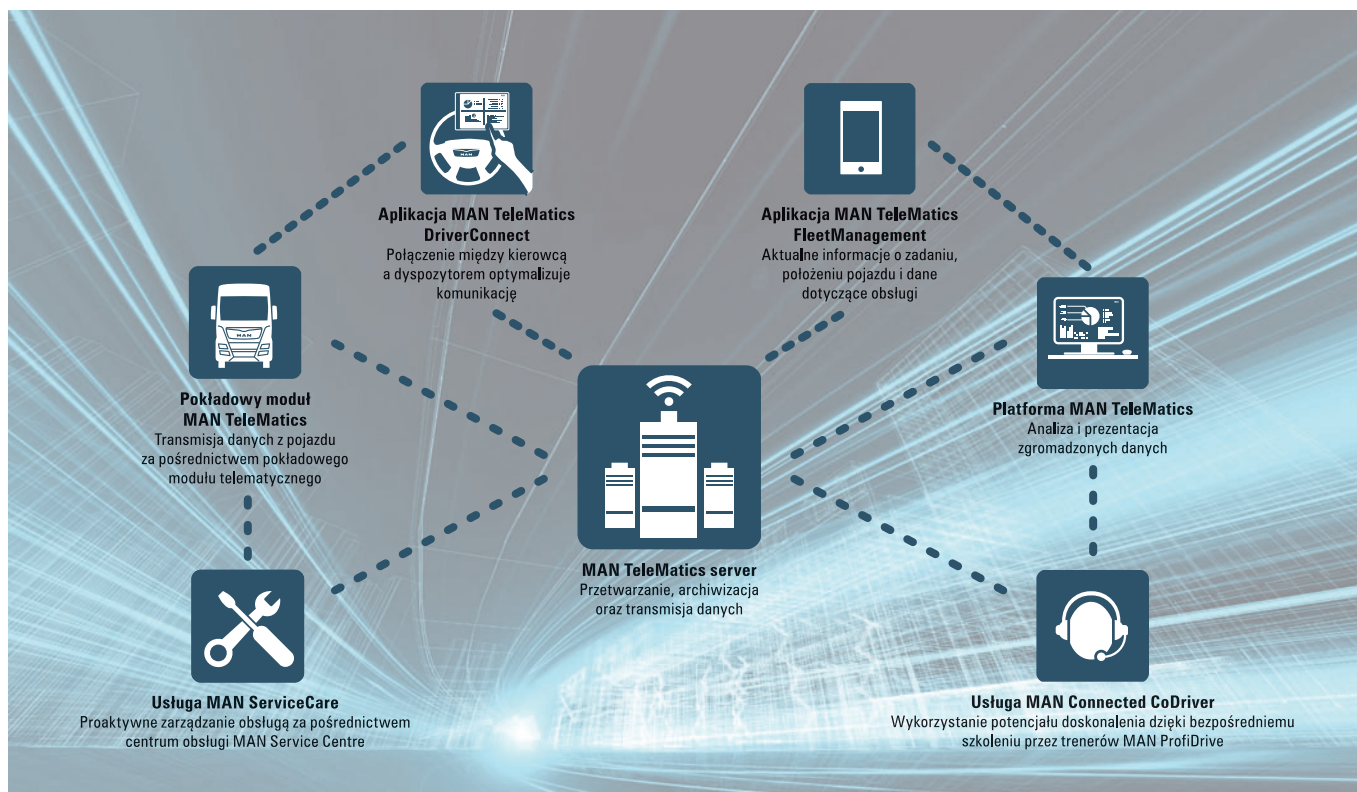 Aplikacja MAN TeleMatics
DriverConnect
Połączenie między kierowcą
a dyspozytorem optymalizuje
komunikację
Aplikacja MAN TeleMatics
FleetManagement
Aktualne informacje o zadaniu,
położeniu pojazdu i dane
dotyczące obsługi
Pokładowy moduł
MAN TeleMatics
Transmisja danych z pojazdu
za pośrednictwem pokładowego
modułu telematycznego
Platforma MAN TeleMatics
Analiza i prezentacja
zgromadzonych danych
MAN TeleMatics server
Przetwarzanie, archiwizacja
oraz transmisja danych
Usługa MAN ServiceCare
Proaktywne zarządzanie obsługą za pośrednictwem
centrum obsługi MAN Service Centre
Usługa MAN Connected CoDriver
Wykorzystanie potencjału doskonalenia dzięki bezpośredniemu
szkoleniu przez trenerów MAN ProfiDrive
MAN
MAN